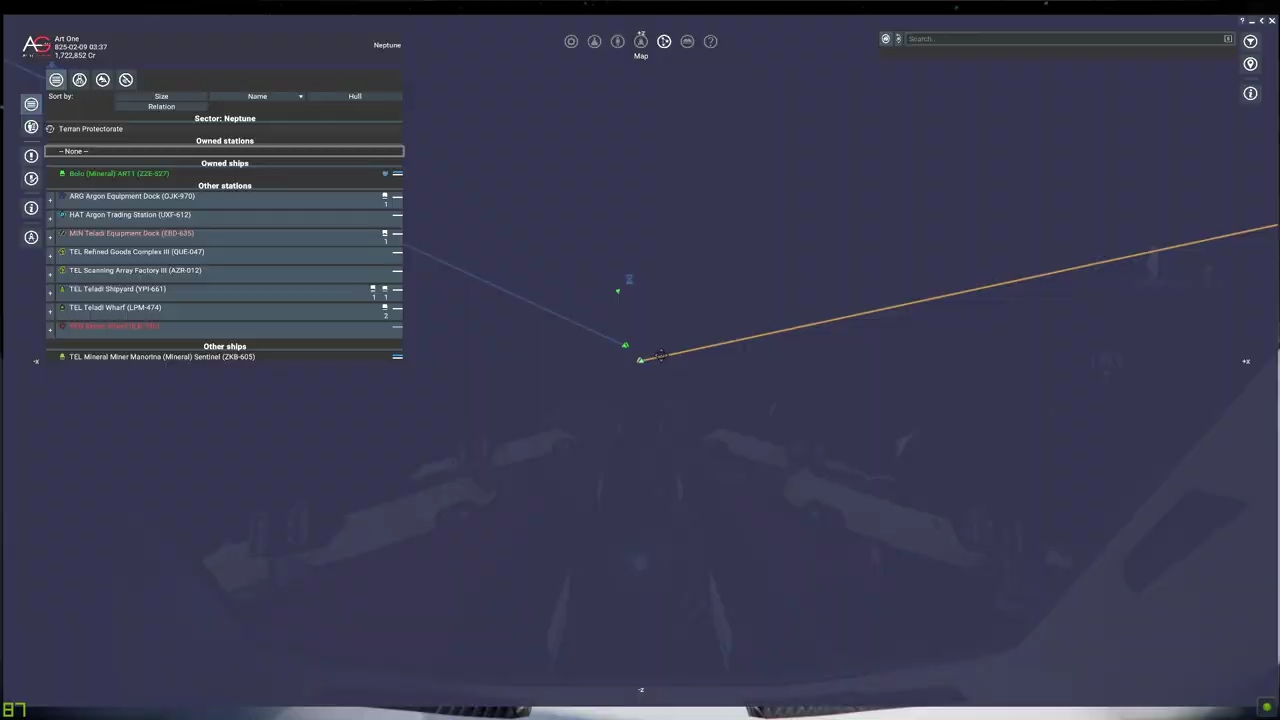 Art One
825-02-09 03:37
1,722,852 Cr
Neptune
+z
Map
Search..
Sort by:
Size
Name
Hull
Relation
Sector: Neptune
Terran Protectorate
Owned stations
-- None --
Owned ships
Bolo (Mineral) ART1 (ZZE-527)
Other stations
ARG Argon Equipment Dock (OJK-970)
1
HAT Argon Trading Station (UXF-612)
MIN Teladi Equipment Dock (EBD-635)
1
TEL Refined Goods Complex III (QUE-047)
TEL Scanning Array Factory III (AZR-012)
TEL Teladi Shipyard (YPI-661)
1 1
TEL Teladi Wharf (LPM-474)
2
Other ships
TEL Mineral Miner Manorina (Mineral) Sentinel (ZKB-605)
-x
+x
-z
87